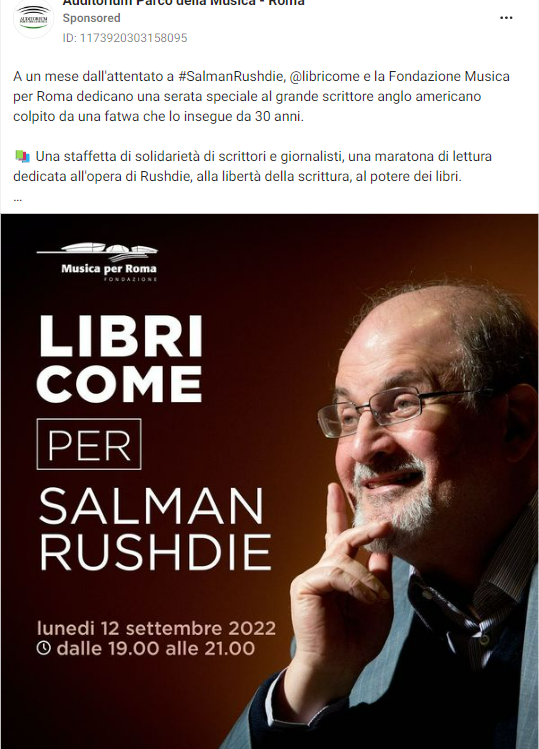 Auditorium Parco della Musica - Roma
Sponsored
ID: 1173920303158095
A un mese dall'attentato a #SalmanRushdie, @libricome e la Fondazione Musica
per Roma dedicano una serata speciale al grande scrittore anglo americano
colpito da una fatwa che lo insegue da 30 anni.
Una staffetta di solidarietà di scrittori e giornalisti, una maratona di lettura
dedicata all'opera di Rushdie, alla libertà della scrittura, al potere dei libri.
...
Musica per Roma
FONDAZIONE
LIBRI
COME
PER
SALMAN
RUSHDIE
lunedi 12 settembre 2022
dalle 19.00 alle 21.00